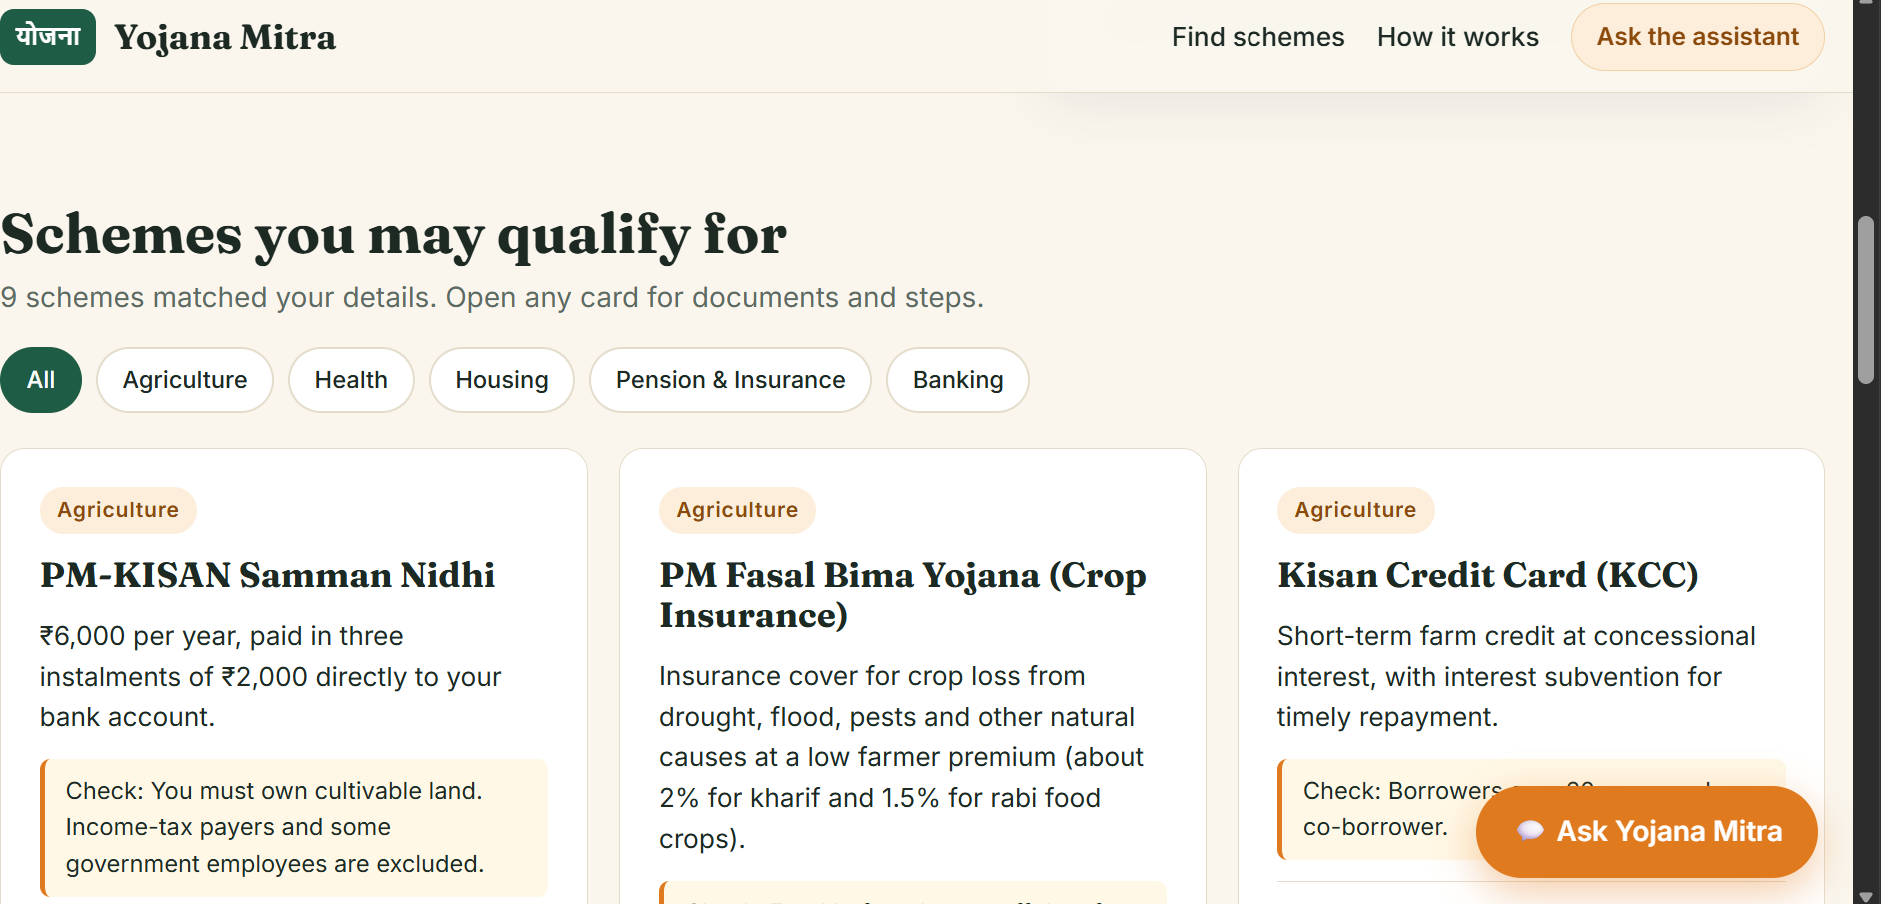 योजना Yojana Mitra
Find schemes How it works Ask the assistant
Schemes you may qualify for
9 schemes matched your details. Open any card for documents and steps.
All Agriculture Health Housing Pension & Insurance Banking
Agriculture
PM-KISAN Samman Nidhi
₹6,000 per year, paid in three
instalments of ₹2,000 directly to your
bank account.
Check: You must own cultivable land.
Income-tax payers and some
government employees are excluded.
Agriculture
PM Fasal Bima Yojana (Crop
Insurance)
Insurance cover for crop loss from
drought, flood, pests and other natural
causes at a low farmer premium (about
2% for kharif and 1.5% for rabi food
crops).
Agriculture
Kisan Credit Card (KCC)
Short-term farm credit at concessional
interest, with interest subvention for
timely repayment.
Check: Borrowers
co-borrower.
Ask Yojana Mitra